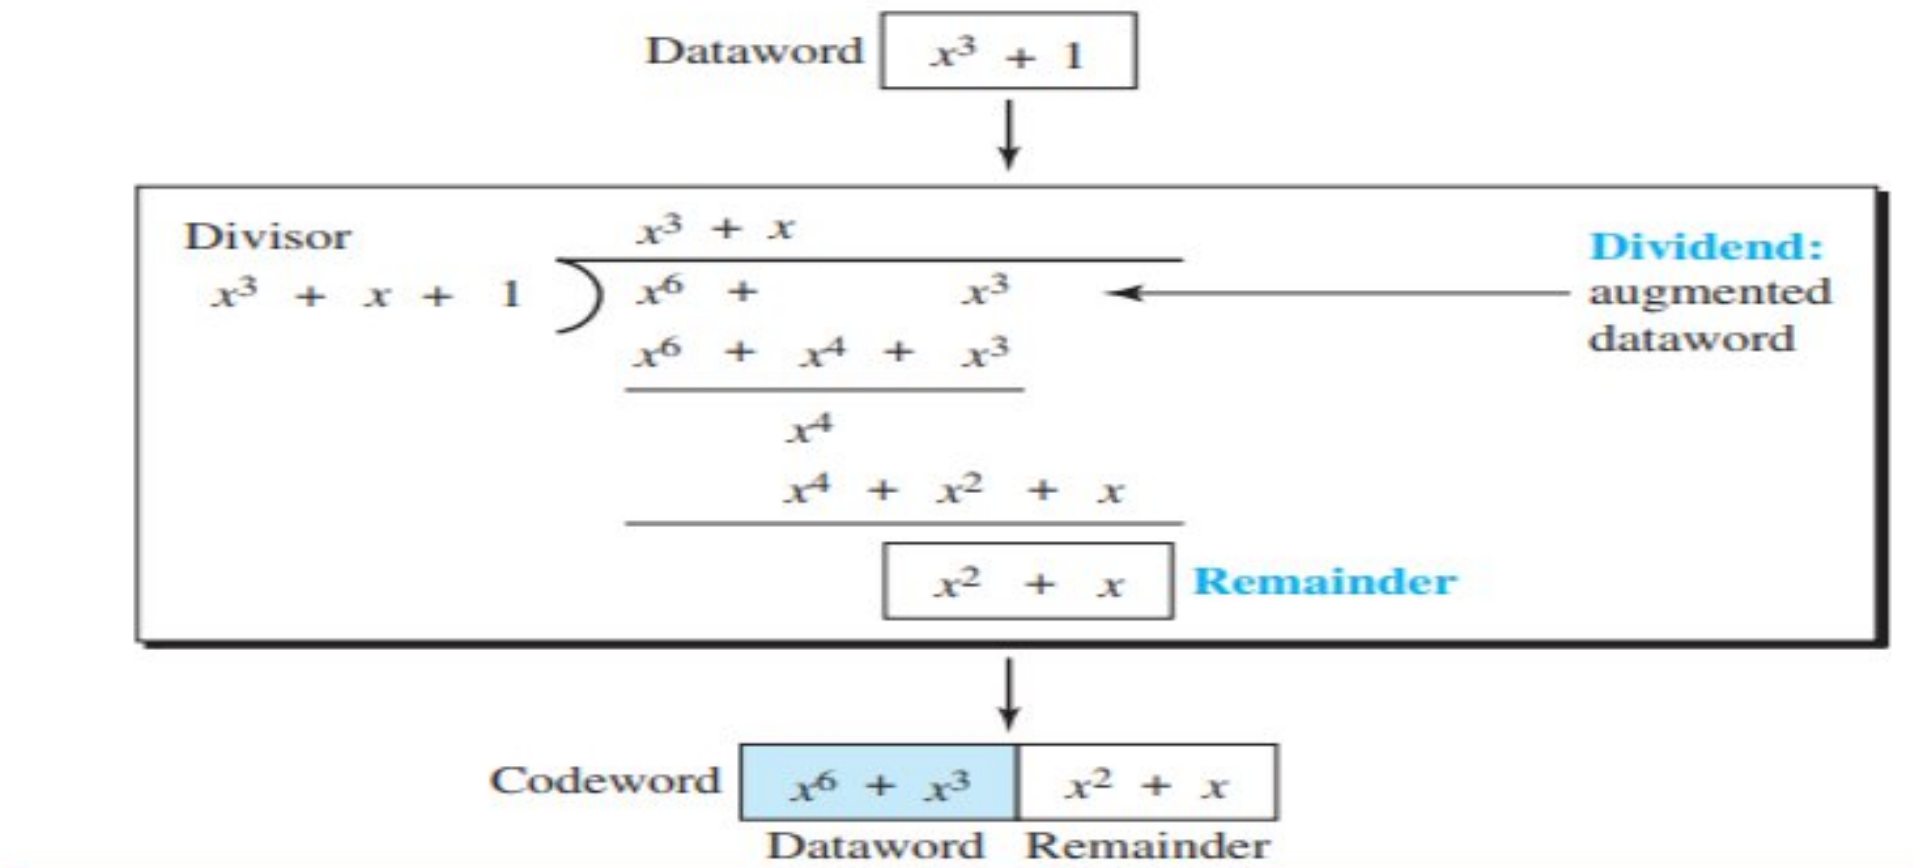 Dataword x³ + 1
Divisor x³ + x
x³ + x + 1 x⁶ + x³
Dividend:
augmented
dataword
x⁶ + x⁴ + x³
x⁴
x⁴ + x² + x
x² + x Remainder
Codeword x⁶ + x³ x² + x
Dataword Remainder